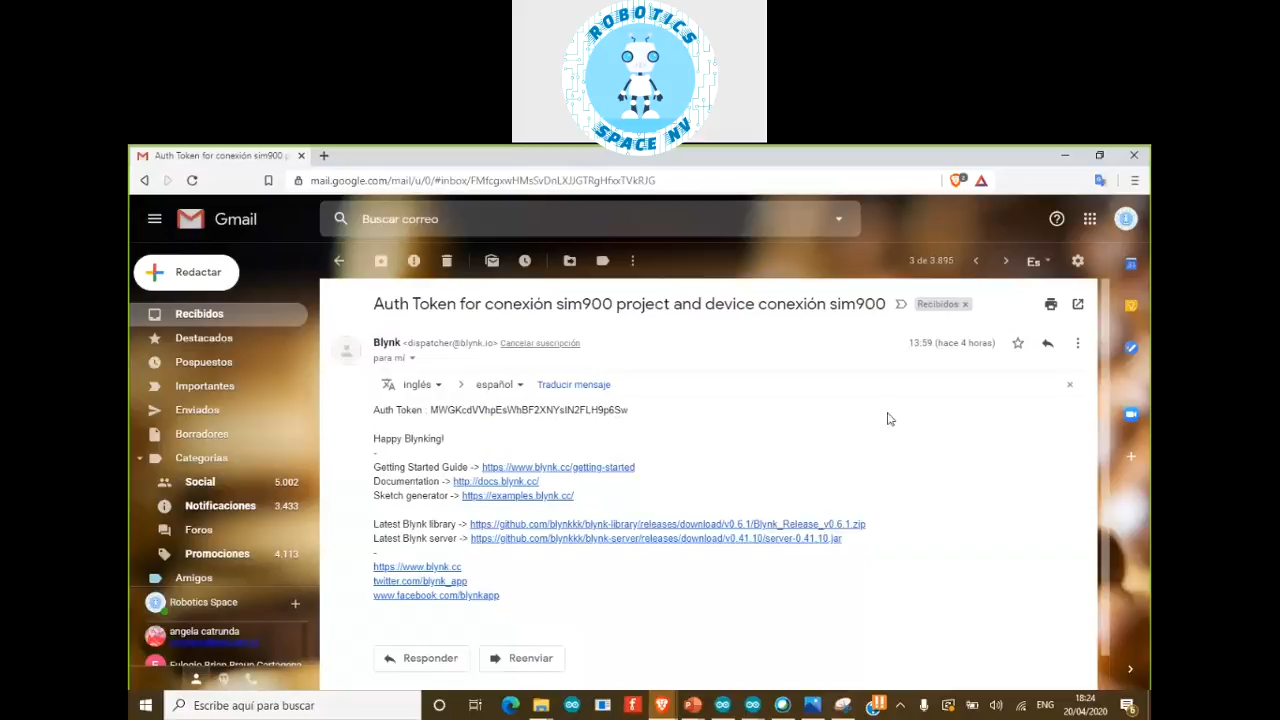 ROBOTICS
SPACE NV
Auth Token for conexión sim900 p
mail.google.com/mail/u/0/#inbox/FMfcgxwHMsSvDnLXJJGTRgHfxxTVkRJG
2
Gmail
Buscar correo
Redactar
3 de 3.895
Es
Recibidos
Destacados
Pospuestos
Importantes
Enviados
Borradores
Categorías
Social 5.002
Notificaciones 3.433
Foros
Promociones 4.113
Amigos
Robotics Space
angela catrunda
Auth Token for conexión sim900 project and device conexión sim900
Recibidos x
Blynk <dispatcher@blynk.io> Cancelar suscripción
13:59 (hace 4 horas)
para mí
inglés > español Traducir mensaje
Auth Token : MWGKcdVVhpEsWhBF2XNYsIN2FLH9p6Sw
Happy Blynking!
-
Getting Started Guide -> https://www.blynk.cc/getting-started
Documentation -> http://docs.blynk.cc/
Sketch generator -> https://examples.blynk.cc/
Latest Blynk library -> https://github.com/blynkkk/blynk-library/releases/download/v0.6.1/Blynk_Release_v0.6.1.zip
Latest Blynk server -> https://github.com/blynkkk/blynk-server/releases/download/v0.41.10/server-0.41.10.jar
-
https://www.blynk.cc
twitter.com/blynk_app
www.facebook.com/blynkapp
Responder
Reenviar
Escribe aquí para buscar
ENG
18:24
20/04/2020